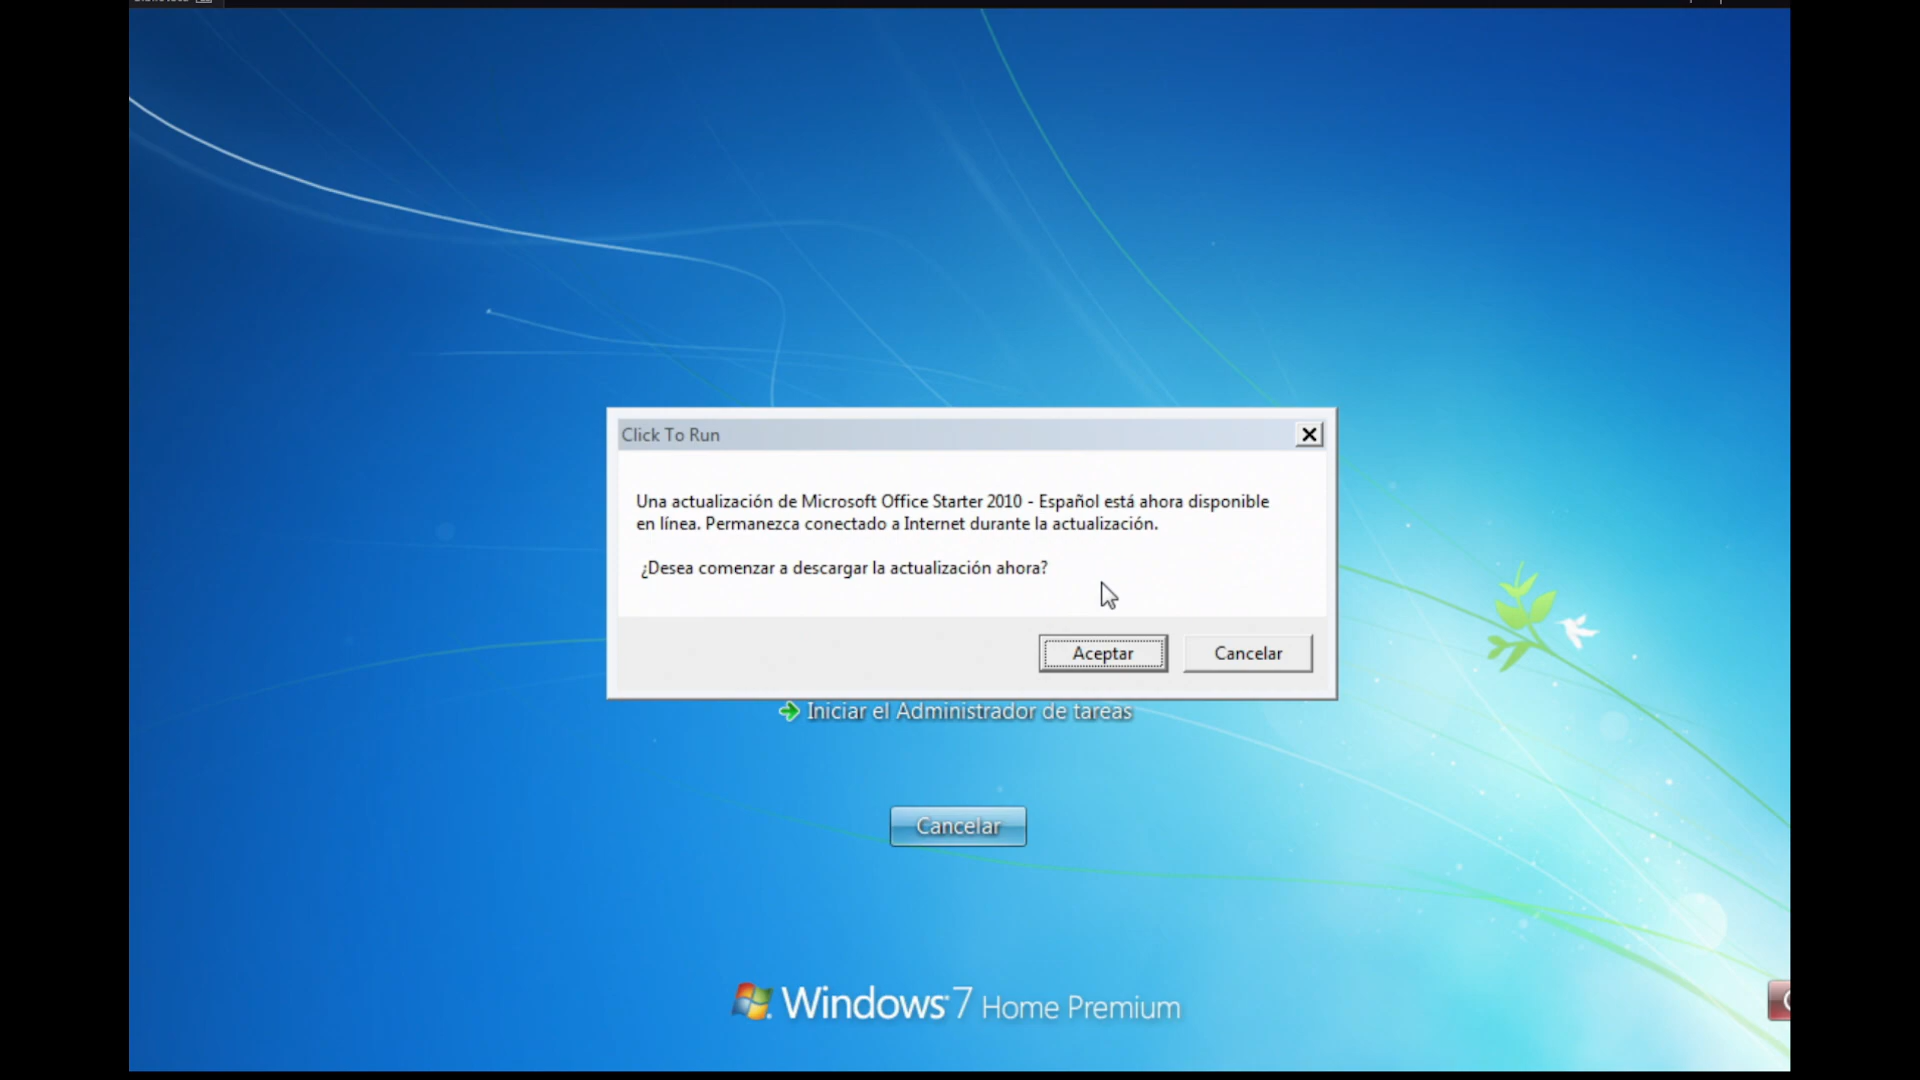 Click To Run
Una actualización de Microsoft Office Starter 2010 - Español está ahora disponible
en línea. Permanezca conectado a Internet durante la actualización.
¿Desea comenzar a descargar la actualización ahora?
Aceptar
Cancelar
Iniciar el Administrador de tareas
Cancelar
Windows 7 Home Premium